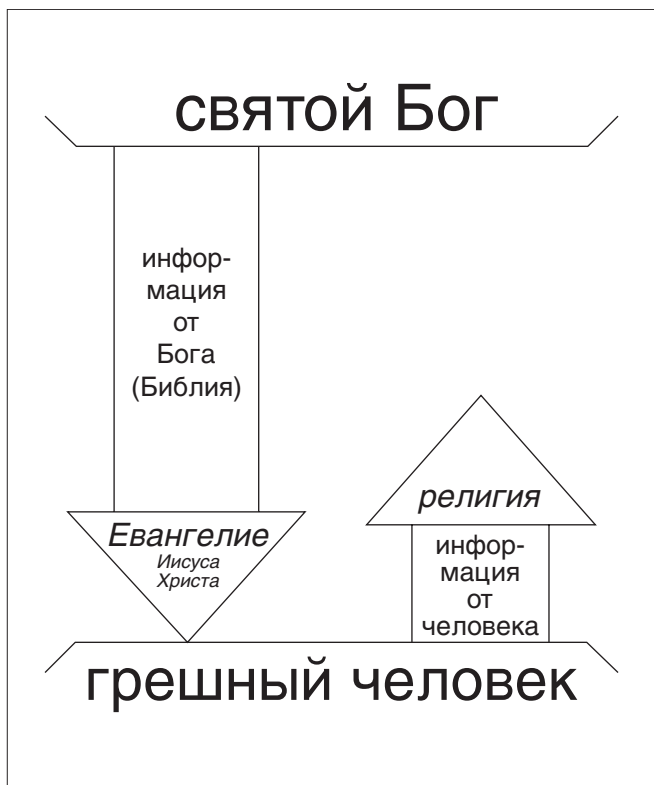 святой Бог
инфор-
мация
от
Бога
(Библия)
Евангелие
Иисуса
Христа
религия
инфор-
мация
от
человека
грешный человек